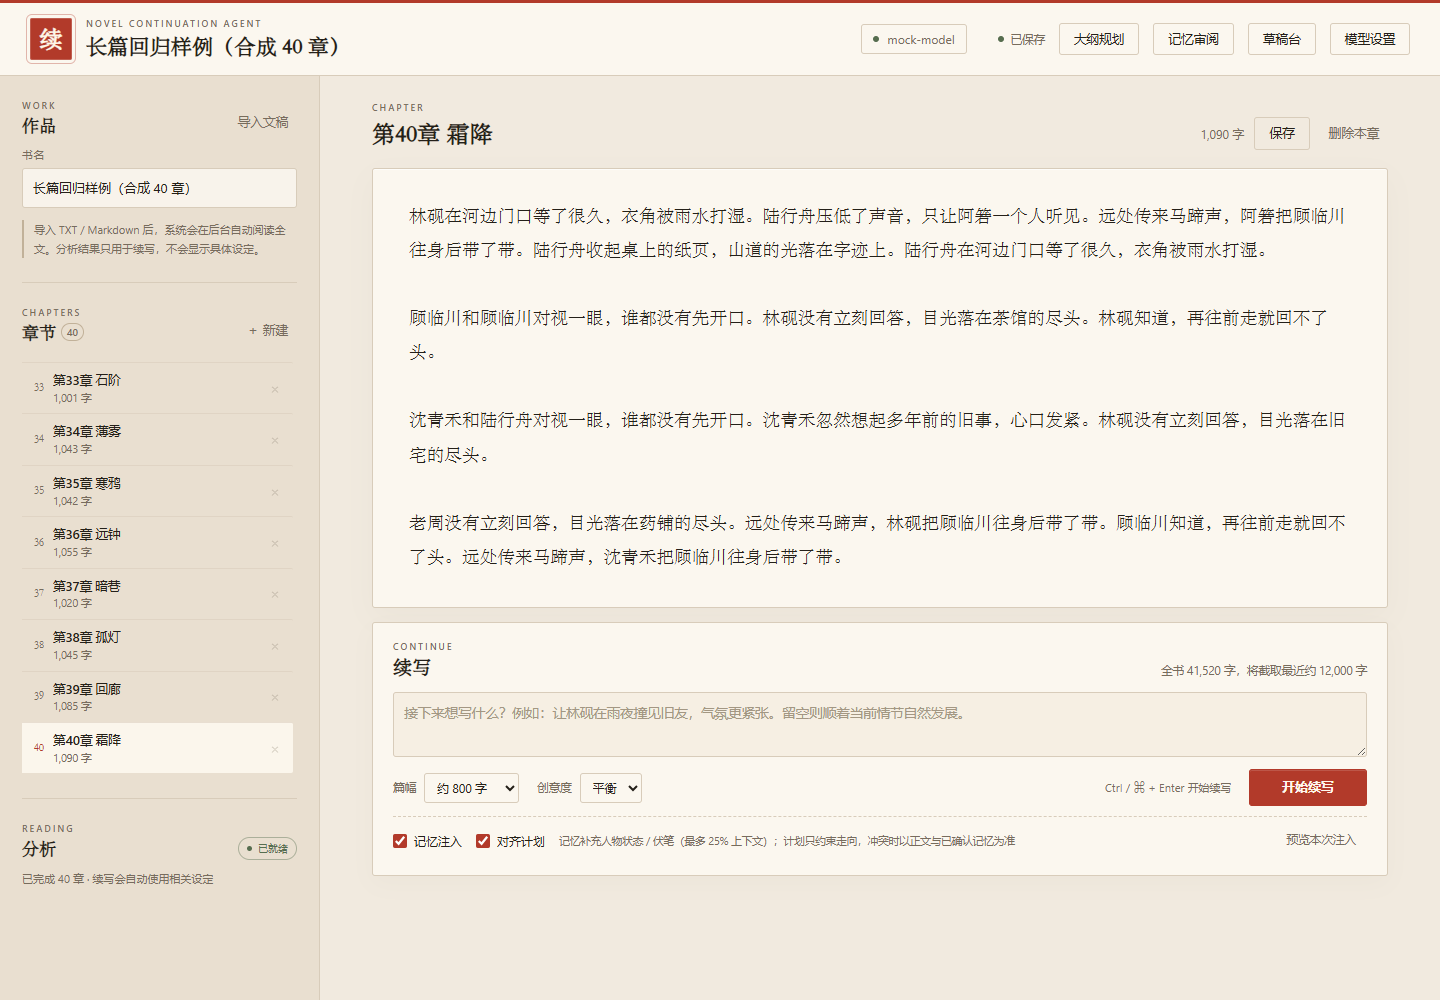 续
NOVEL CONTINUATION AGENT
长篇回归样例（合成 40 章）
mock-model
已保存
大纲规划
记忆审阅
草稿台
模型设置
WORK
作品
导入文稿
书名
长篇回归样例（合成 40 章）
导入 TXT / Markdown 后，系统会在后台自动阅读全
文。分析结果只用于续写，不会显示具体设定。
CHAPTERS
章节 40
+ 新建
33 第33章 石阶 ×
1,001 字
34 第34章 薄雾 ×
1,043 字
35 第35章 寒鸦 ×
1,042 字
36 第36章 远钟 ×
1,055 字
37 第37章 暗巷 ×
1,020 字
38 第38章 孤灯 ×
1,045 字
39 第39章 回廊 ×
1,085 字
40 第40章 霜降 ×
1,090 字
READING
分析
已就绪
已完成 40 章 · 续写会自动使用相关设定
CHAPTER
第40章 霜降
1,090 字
保存
删除本章
林砚在河边门口等了很久，衣角被雨水打湿。陆行舟压低了声音，只让阿箬一个人听见。远处传来马蹄声，阿箬把顾临川
往身后带了带。陆行舟收起桌上的纸页，山道的光落在字迹上。陆行舟在河边门口等了很久，衣角被雨水打湿。
顾临川和顾临川对视一眼，谁都没有先开口。林砚没有立刻回答，目光落在茶馆的尽头。林砚知道，再往前走就回不了
头。
沈青禾和陆行舟对视一眼，谁都没有先开口。沈青禾忽然想起多年前的旧事，心口发紧。林砚没有立刻回答，目光落在旧
宅的尽头。
老周没有立刻回答，目光落在药铺的尽头。远处传来马蹄声，林砚把顾临川往身后带了带。顾临川知道，再往前走就回不
了头。远处传来马蹄声，沈青禾把顾临川往身后带了带。
CONTINUE
续写
全书 41,520 字，将截取最近约 12,000 字
接下来想写什么？例如：让林砚在雨夜撞见旧友，气氛更紧张。留空则顺着当前情节自然发展。
篇幅 约 800 字
创意度 平衡
Ctrl / ⌘ + Enter 开始续写
开始续写
记忆注入
对齐计划
记忆补充人物状态 / 伏笔（最多 25% 上下文）；计划只约束走向，冲突时以正文与已确认记忆为准
预览本次注入